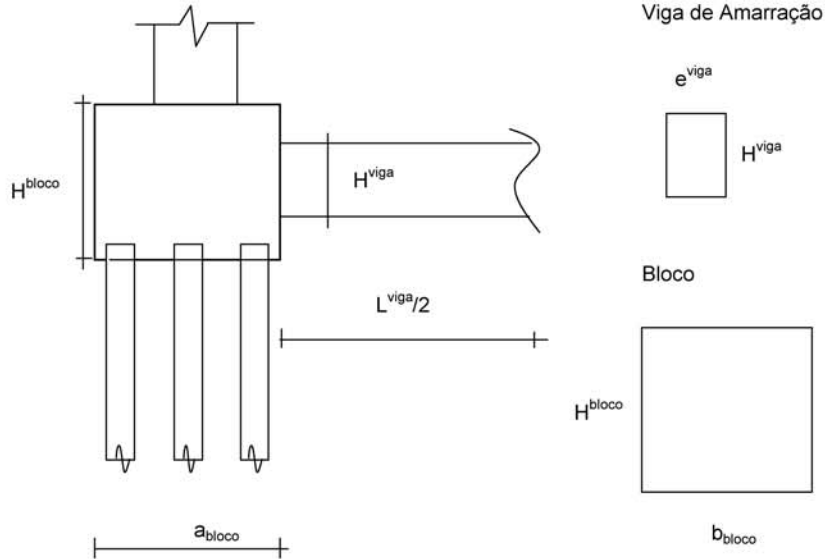 Viga de Amarração
e^viga
H^viga
H^bloco
H^viga
L^viga/2
Bloco
H^bloco
a_bloco
b_bloco